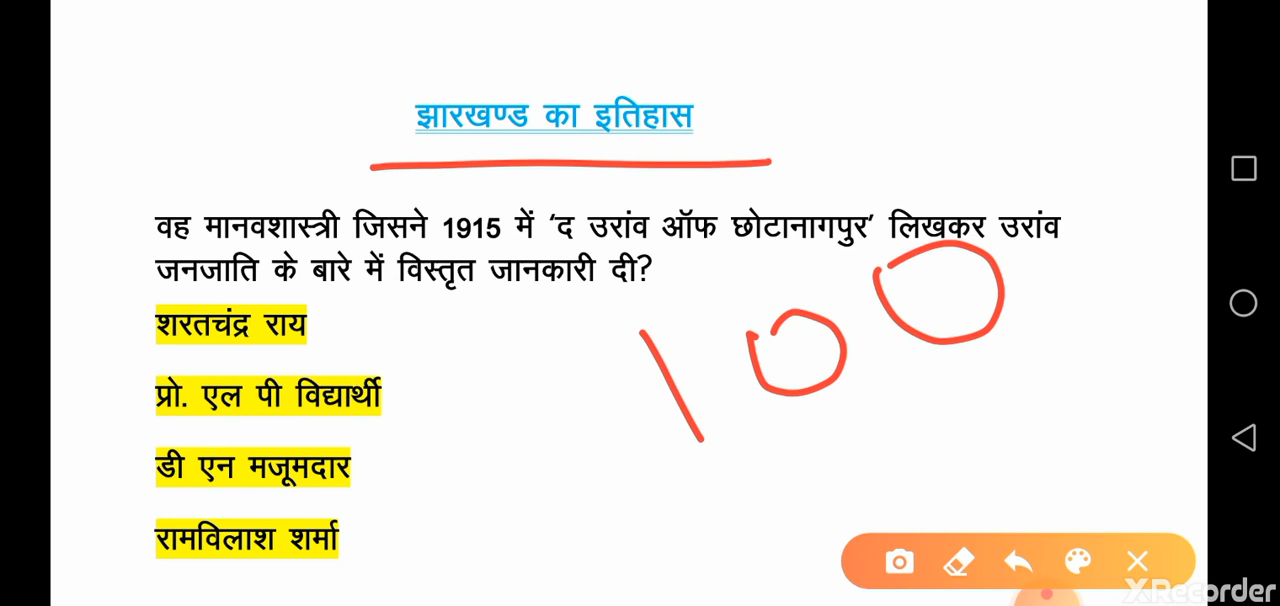 झारखण्ड का इतिहास
वह मानवशास्त्री जिसने 1915 में 'द उरांव ऑफ छोटानागपुर' लिखकर उरांव
जनजाति के बारे में विस्तृत जानकारी दी?
शरतचंद्र राय
100
प्रो. एल पी विद्यार्थी
डी एन मजूमदार
रामविलाश शर्मा
XRecorder